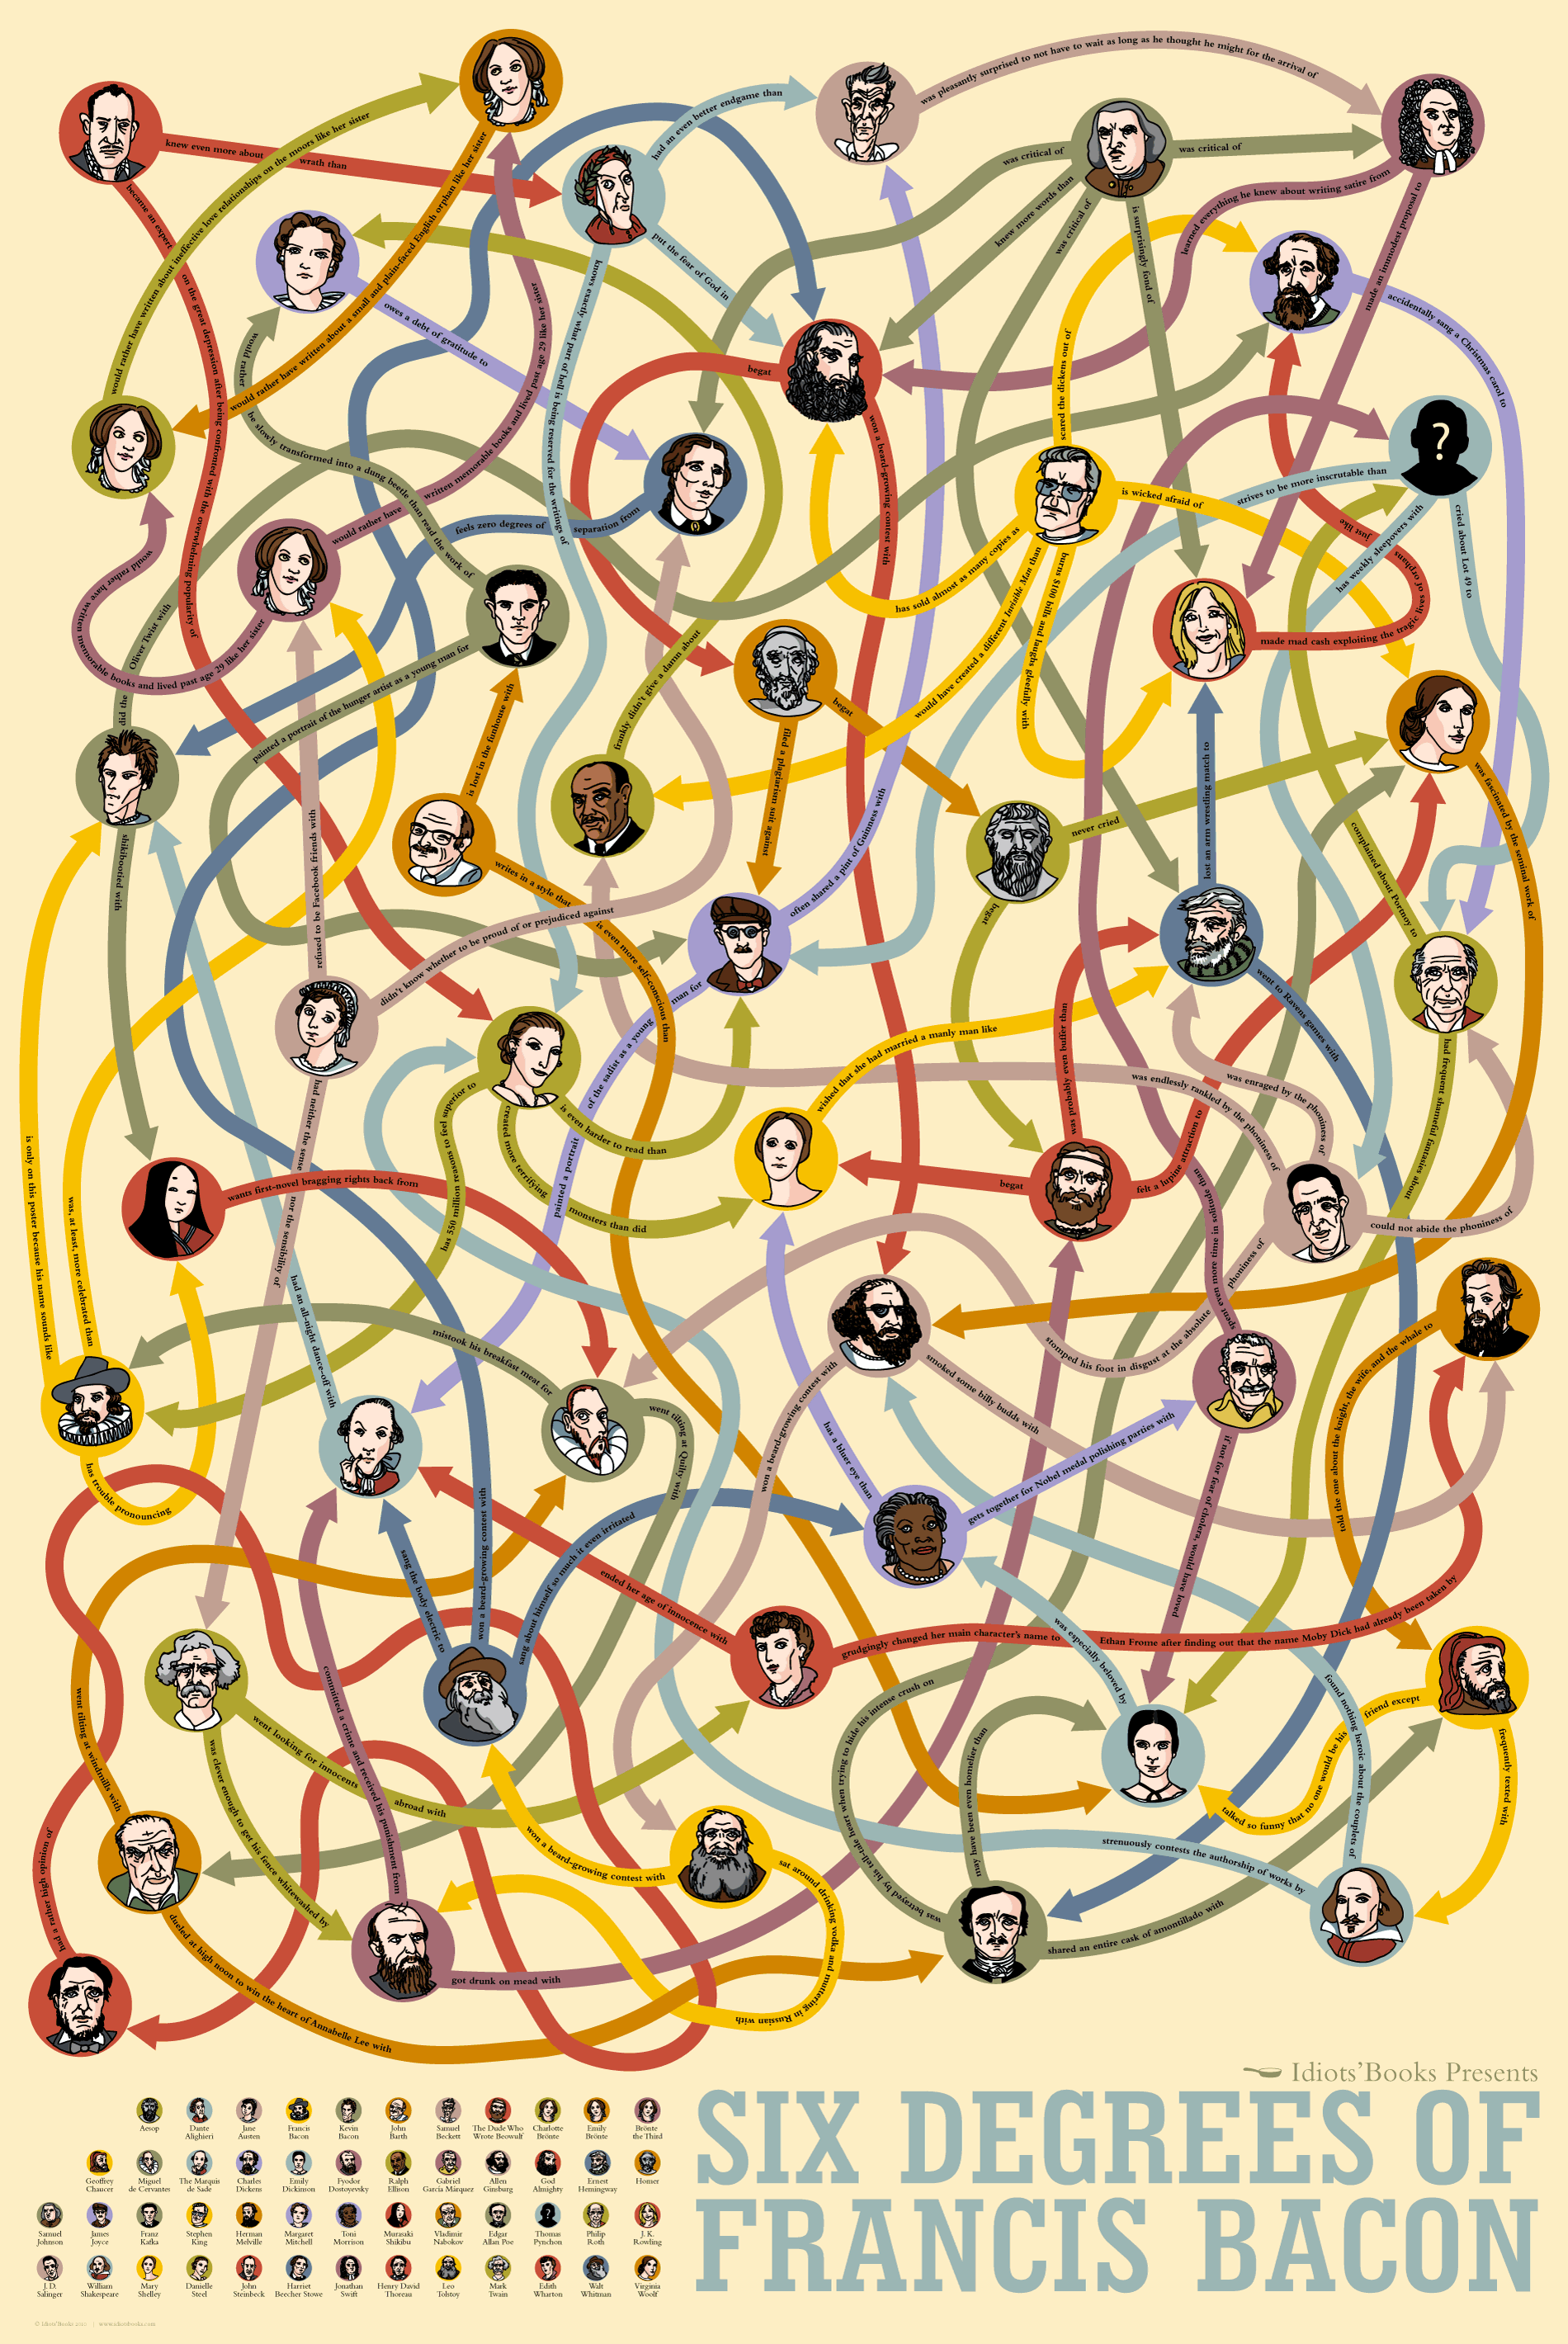 was pleasantly surprised to not have to wait as long as he thought he might for the arrival of
knew even more about wrath than
became an expert on the great depression after being confronted with the overwhelming popularity of
would rather have written about ineffective love relationships on the moors like her sister
would rather have written about a small and plain-faced English orphan like her sister
had an even better endgame than
put the fear of God in
knows exactly what part of hell is being reserved for the writings of
was critical of
was critical of
knew more words than
was critical of
is surprisingly fond of
learned everything he knew about writing satire from
made an immodest proposal to
accidentally sang a Christmas carol to
owes a debt of gratitude to
would rather be slowly transformed into a dung beetle than read the work of
would rather have written memorable books and lived past age 29 like her sister
would rather have written memorable books and lived past age 29 like her sister
begat
won a beard-growing contest with
scared the dickens out of
is wicked afraid of
has sold almost as many copies as
would have created a different Invisible Man than
burns $100 bills and laughs gleefully with
?
strives to be more inscrutable than
has weekly sleepovers with
cried about Lot 49 to
feels zero degrees of separation from
made mad cash exploiting the tragic lives of orphans just like
did the Oliver Twist with
painted a portrait of the hunger artist as a young man for
frankly didn't give a damn about
begat
filed a plagiarism suit against
is lost in the funhouse with
writes in a style that is even more self-conscious than
shikibooried with
refused to be Facebook friends with
didn't know whether to be proud of or prejudiced against
had neither the sense nor the sensibility of
often shared a pint of Guinness with
painted a portrait of the sadist as a young man for
never cried
begat
lost an arm wrestling match to
went to Ravens games with
was fascinated by the seminal work of
complained about Portnoy to
had frequent shameful fantasies about
has 550 million reasons to feel superior to
created more terrifying monsters than did
is even harder to read than
wished that she had married a manly man like
was probably even buffer than
begat
felt a lupine attraction to
was endlessly rankled by the phoniness of
was enraged by the phoniness of
could not abide the phoniness of
stomped his foot in disgust at the absolute phoniness of
wants first-novel bragging rights back from
is only on this poster because his name sounds like
was, at least, more celebrated than
has trouble pronouncing
had an all-night dance-off with
mistook his breakfast meat for
went tilting at Quilty with
won a beard-growing contest with
smoked some billy budds with
spent even more time in solitude than
if not for fear of cholera, would have loved
told the one about the knight, the wife, and the whale to
has a bluer eye than
gets together for Nobel medal polishing parties with
sang the body electric to
won a beard-growing contest with
sang about himself so much it even irritated
ended her age of innocence with
grudgingly changed her main character's name to Ethan Frome after finding out that the name Moby Dick had already been taken by
went looking for innocents abroad with
was clever enough to get his fence whitewashed by
committed a crime and received his punishment from
got drunk on mead with
went tilting at windmills with
dueled at high noon to win the heart of Annabelle Lee with
had a rather high opinion of
won a beard-growing contest with
sat around drinking vodka and muttering in Russian with
was betrayed by his tell-tale heart when trying to hide his intense crush on
may have been even homelier than
shared an entire cask of amontillado with
was especially beloved by
talked so funny that no one would be his friend except
frequently texted with
found nothing heroic about the couplets of
strenuously contests the authorship of works by
Idiots'Books Presents
SIX DEGREES OF
FRANCIS BACON
Aesop
Dante Alighieri
Jane Austen
Francis Bacon
Kevin Bacon
John Barth
Samuel Beckett
The Dude Who Wrote Beowulf
Charlotte Brönte
Emily Brönte
Brönte the Third
Geoffrey Chaucer
Miguel de Cervantes
The Marquis de Sade
Charles Dickens
Emily Dickinson
Fyodor Dostoyevsky
Ralph Ellison
Gabriel García Márquez
Allen Ginsburg
God Almighty
Ernest Hemingway
Homer
Samuel Johnson
James Joyce
Franz Kafka
Stephen King
Herman Melville
Margaret Mitchell
Toni Morrison
Murasaki Shikibu
Vladimir Nabokov
Edgar Allan Poe
Thomas Pynchon
Philip Roth
J. K. Rowling
J. D. Salinger
William Shakespeare
Mary Shelley
Danielle Steel
John Steinbeck
Harriet Beecher Stowe
Jonathan Swift
Henry David Thoreau
Leo Tolstoy
Mark Twain
Edith Wharton
Walt Whitman
Virginia Woolf